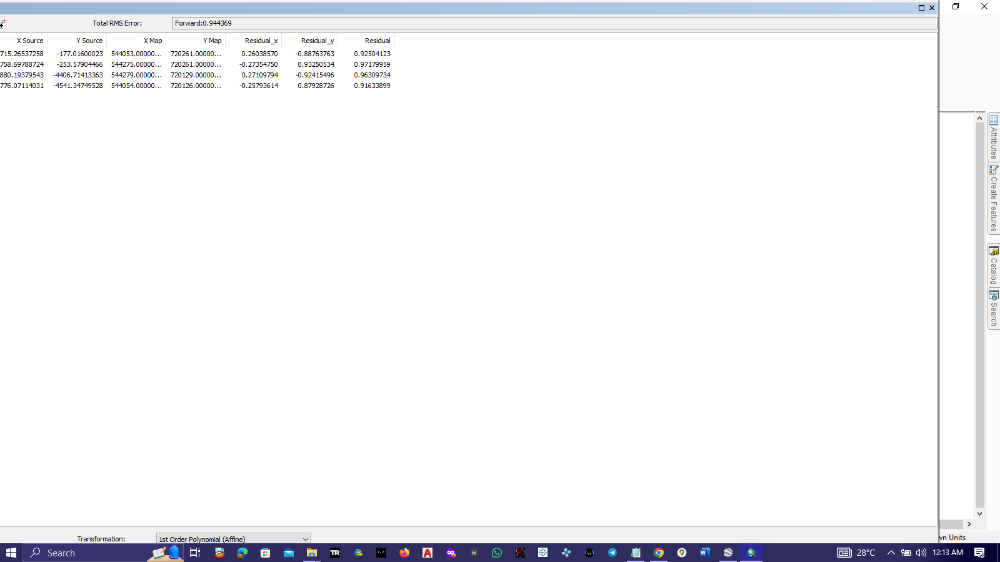 Total RMS Error: Forward:0.944369
X Source Y Source X Map Y Map Residual_x Residual_y Residual
715.26537258 -177.01600023 544053.00000... 720261.00000... 0.26038570 -0.88763763 0.92504123
758.69788724 -253.57904466 544275.00000... 720261.00000... -0.27354750 0.93250534 0.97179959
880.19379543 -4406.71413363 544279.00000... 720129.00000... 0.27109794 -0.92415496 0.96309734
776.07114031 -4541.34749528 544054.00000... 720126.00000... -0.25793614 0.87928726 0.91633899
Attributes
Create Features
Catalog
Search
Transformation: 1st Order Polynomial (Affine)
wn Units
Search
TR
A
M
W
28°C
12:13 AM